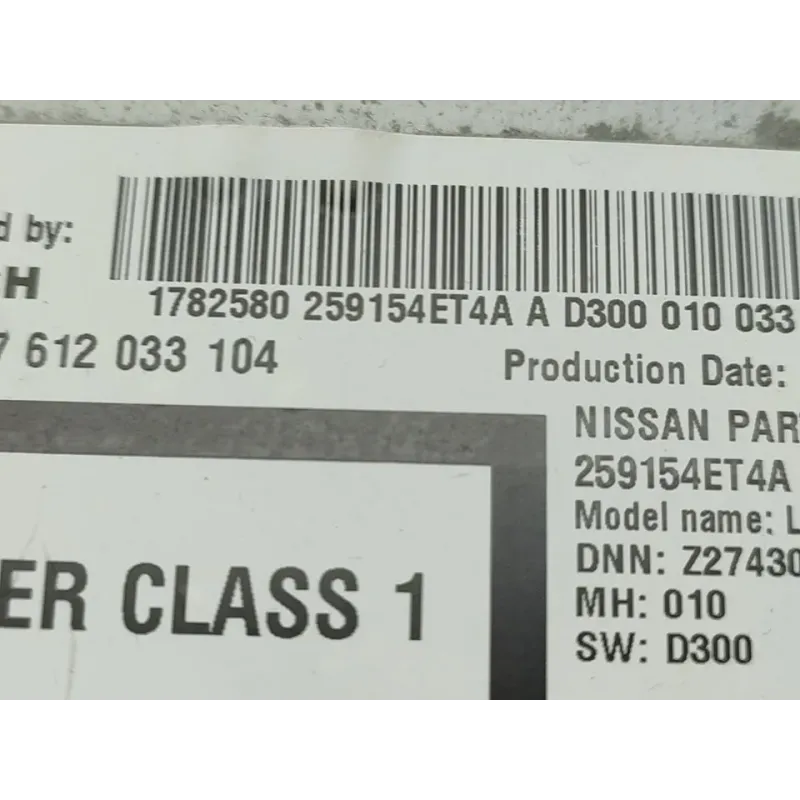 d by:
H
1782580 259154ET4A A D300 010 033
7 612 033 104
Production Date:
NISSAN PAR
259154ET4A
Model name: L
DNN: Z27430
MH: 010
SW: D300
ER CLASS 1